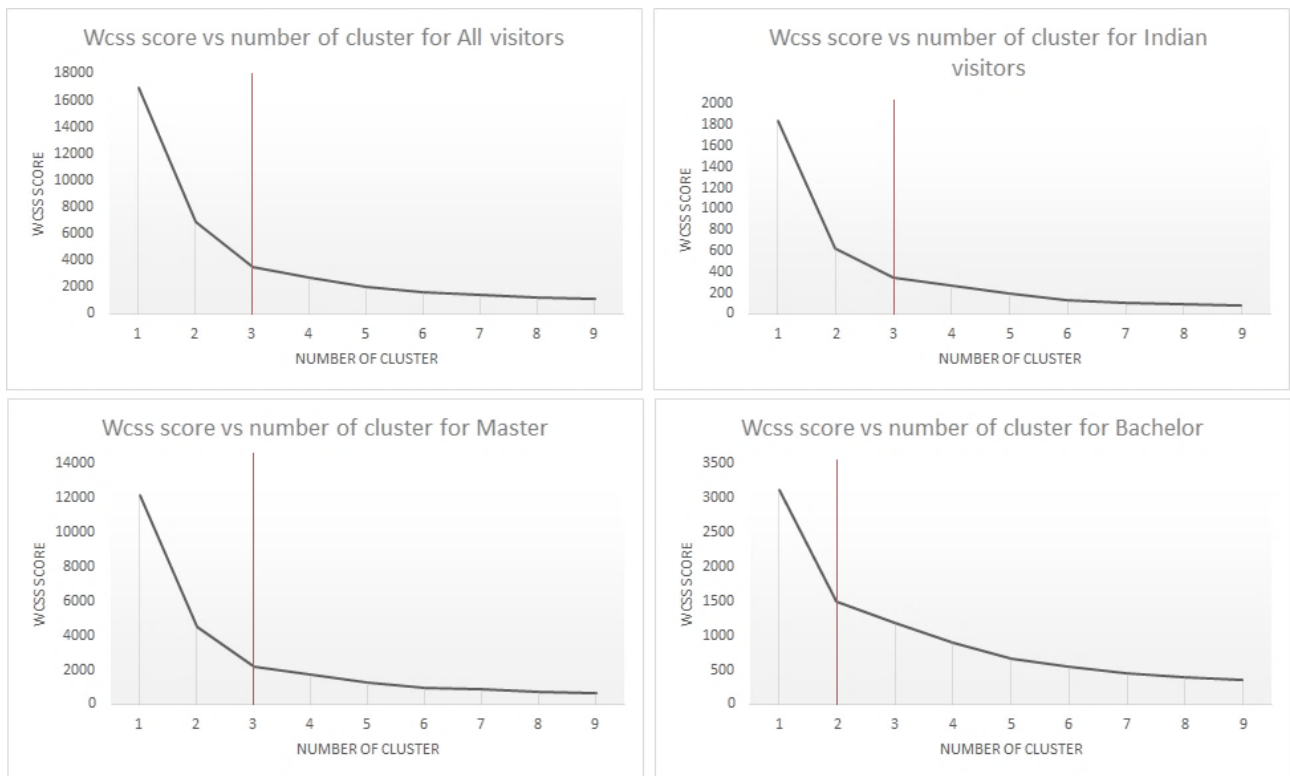 Wcss score vs number of cluster for All visitors
18000
16000
14000
12000
10000
8000
6000
4000
2000
0
WCSS SCORE
1 2 3 4 5 6 7 8 9
NUMBER OF CLUSTER
Wcss score vs number of cluster for Indian
visitors
2000
1800
1600
1400
1200
1000
800
600
400
200
0
WCSS SCORE
1 2 3 4 5 6 7 8 9
NUMBER OF CLUSTER
Wcss score vs number of cluster for Master
14000
12000
10000
8000
6000
4000
2000
0
WCSS SCORE
1 2 3 4 5 6 7 8 9
NUMBER OF CLUSTER
Wcss score vs number of cluster for Bachelor
3500
3000
2500
2000
1500
1000
500
0
WCSS SCORE
1 2 3 4 5 6 7 8 9
NUMBER OF CLUSTER